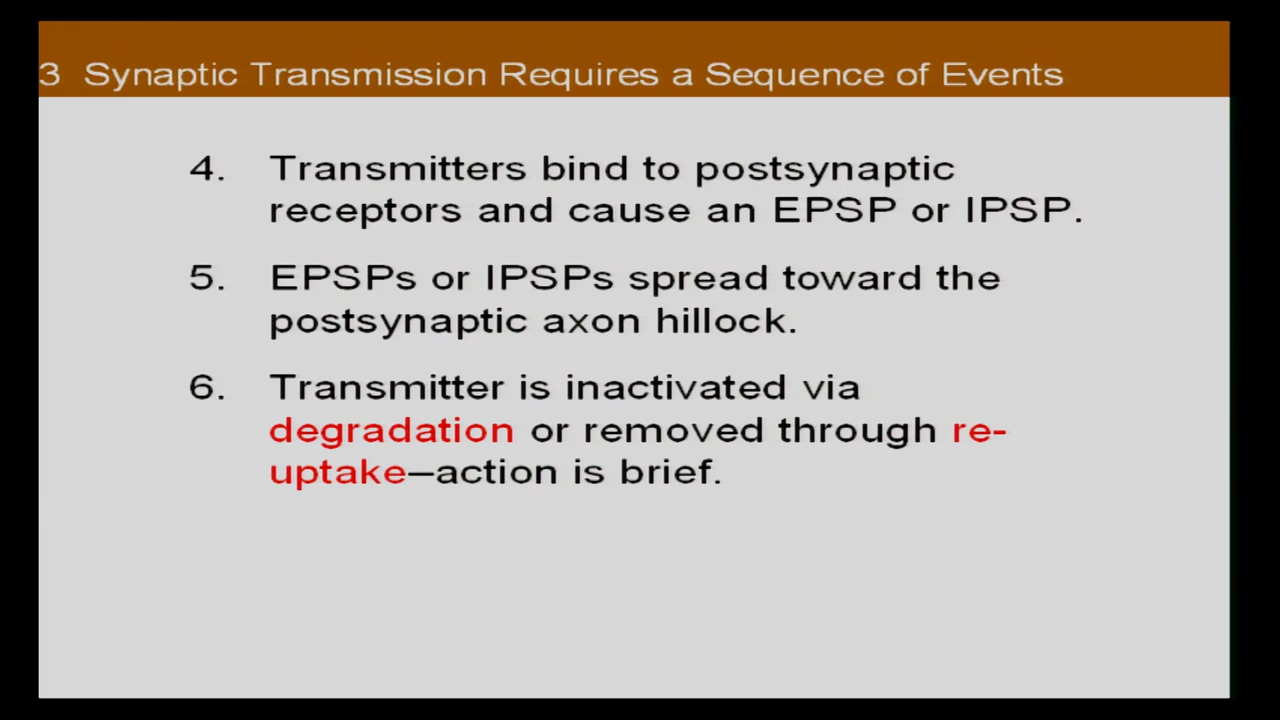 3 Synaptic Transmission Requires a Sequence of Events
4. Transmitters bind to postsynaptic
receptors and cause an EPSP or IPSP.
5. EPSPs or IPSPs spread toward the
postsynaptic axon hillock.
6. Transmitter is inactivated via
degradation or removed through re-
uptake—action is brief.